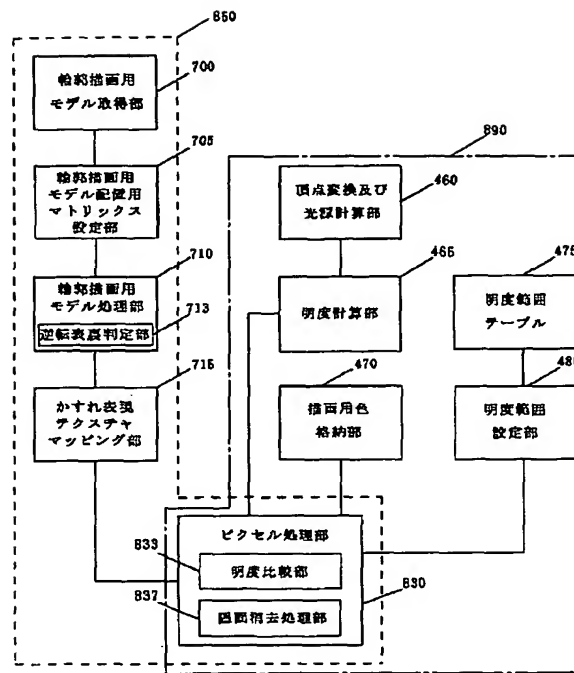 850
輪郭描画用
モデル取得部
700
705
輪郭描画用
モデル配置用
マトリックス
設定部
710
輪郭描画用
モデル処理部
713
逆転表裏判定部
715
かすれ表現
テクスチャ
マッピング部
890
頂点変換及び
光源計算部
460
465
明度計算部
470
描画用色
格納部
475
明度範囲
テーブル
明度範囲
設定部
ピクセル処理部
833
明度比較部
837
隠面消去処理部
830